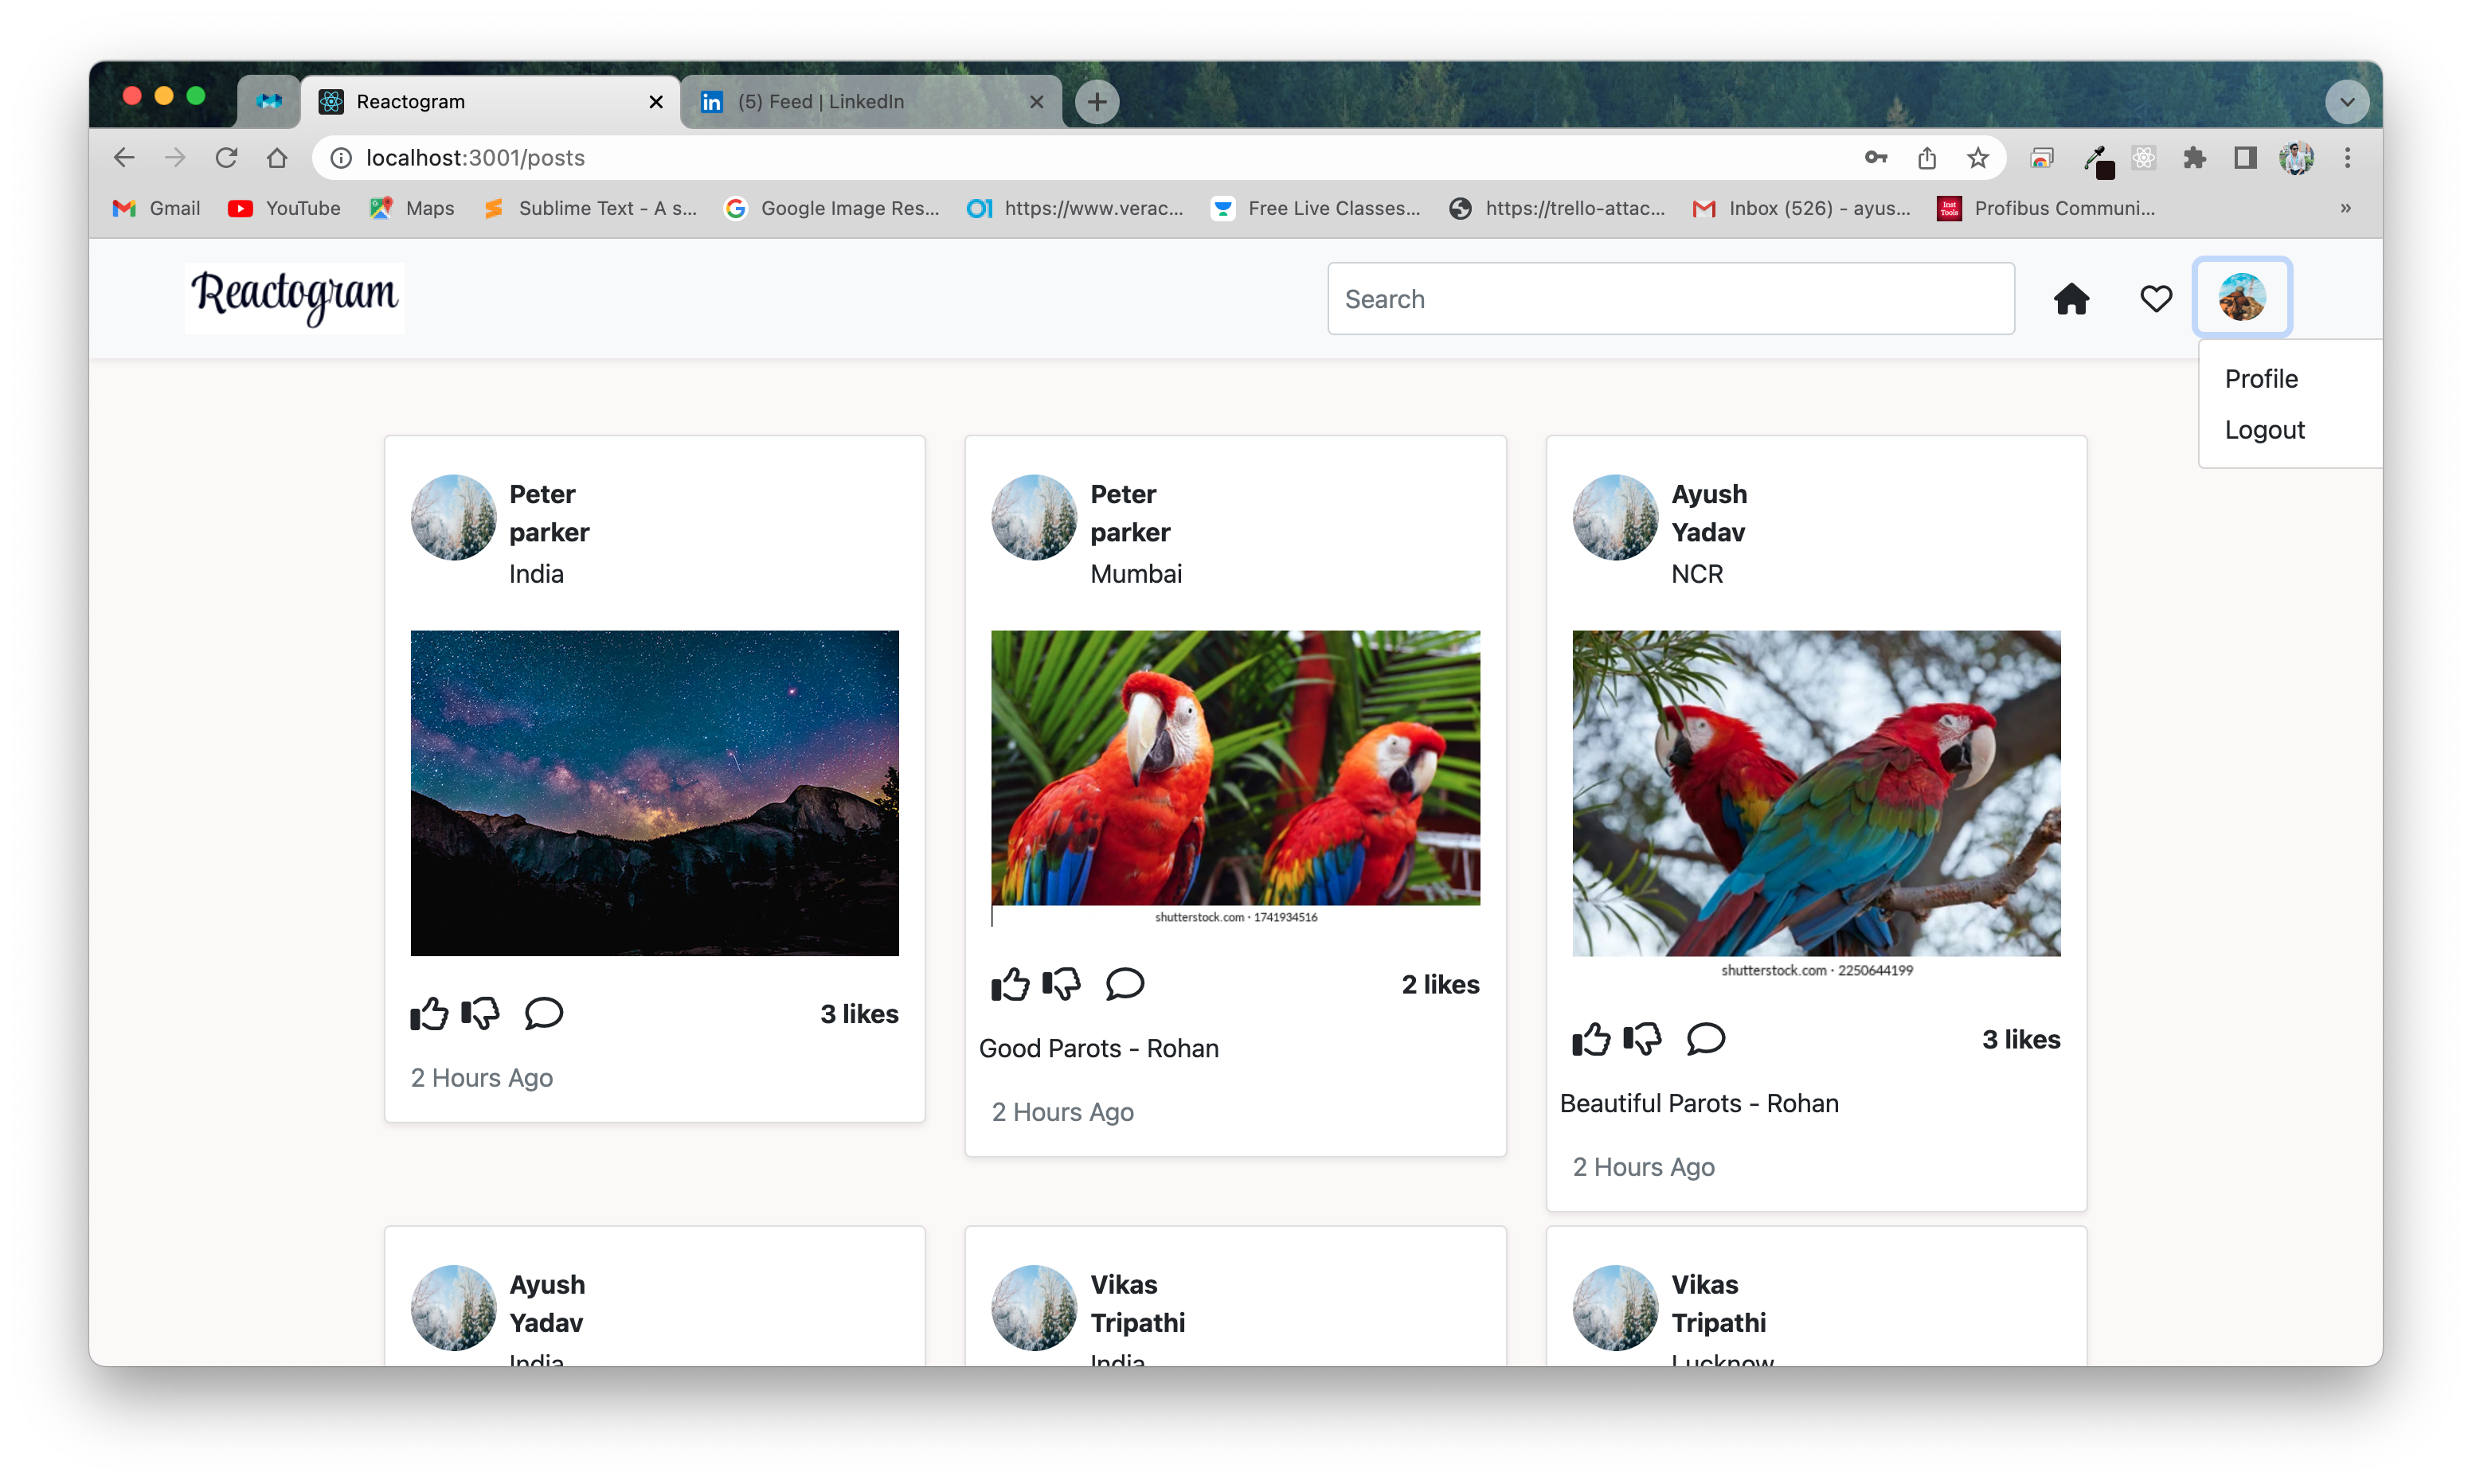 Reactogram
(5) Feed | LinkedIn
localhost:3001/posts
Gmail
YouTube
Maps
Sublime Text - A s...
Google Image Res...
https://www.verac...
Free Live Classes...
https://trello-attac...
Inbox (526) - ayus...
Inst Tools
Profibus Communi...
»
Reactogram
Search
Profile
Logout
Peter
parker
India
3 likes
2 Hours Ago
Peter
parker
Mumbai
shutterstock.com · 1741934516
2 likes
Good Parots - Rohan
2 Hours Ago
Ayush
Yadav
NCR
shutterstock.com · 2250644199
3 likes
Beautiful Parots - Rohan
2 Hours Ago
Ayush
Yadav
India
Vikas
Tripathi
India
Vikas
Tripathi
Lucknow